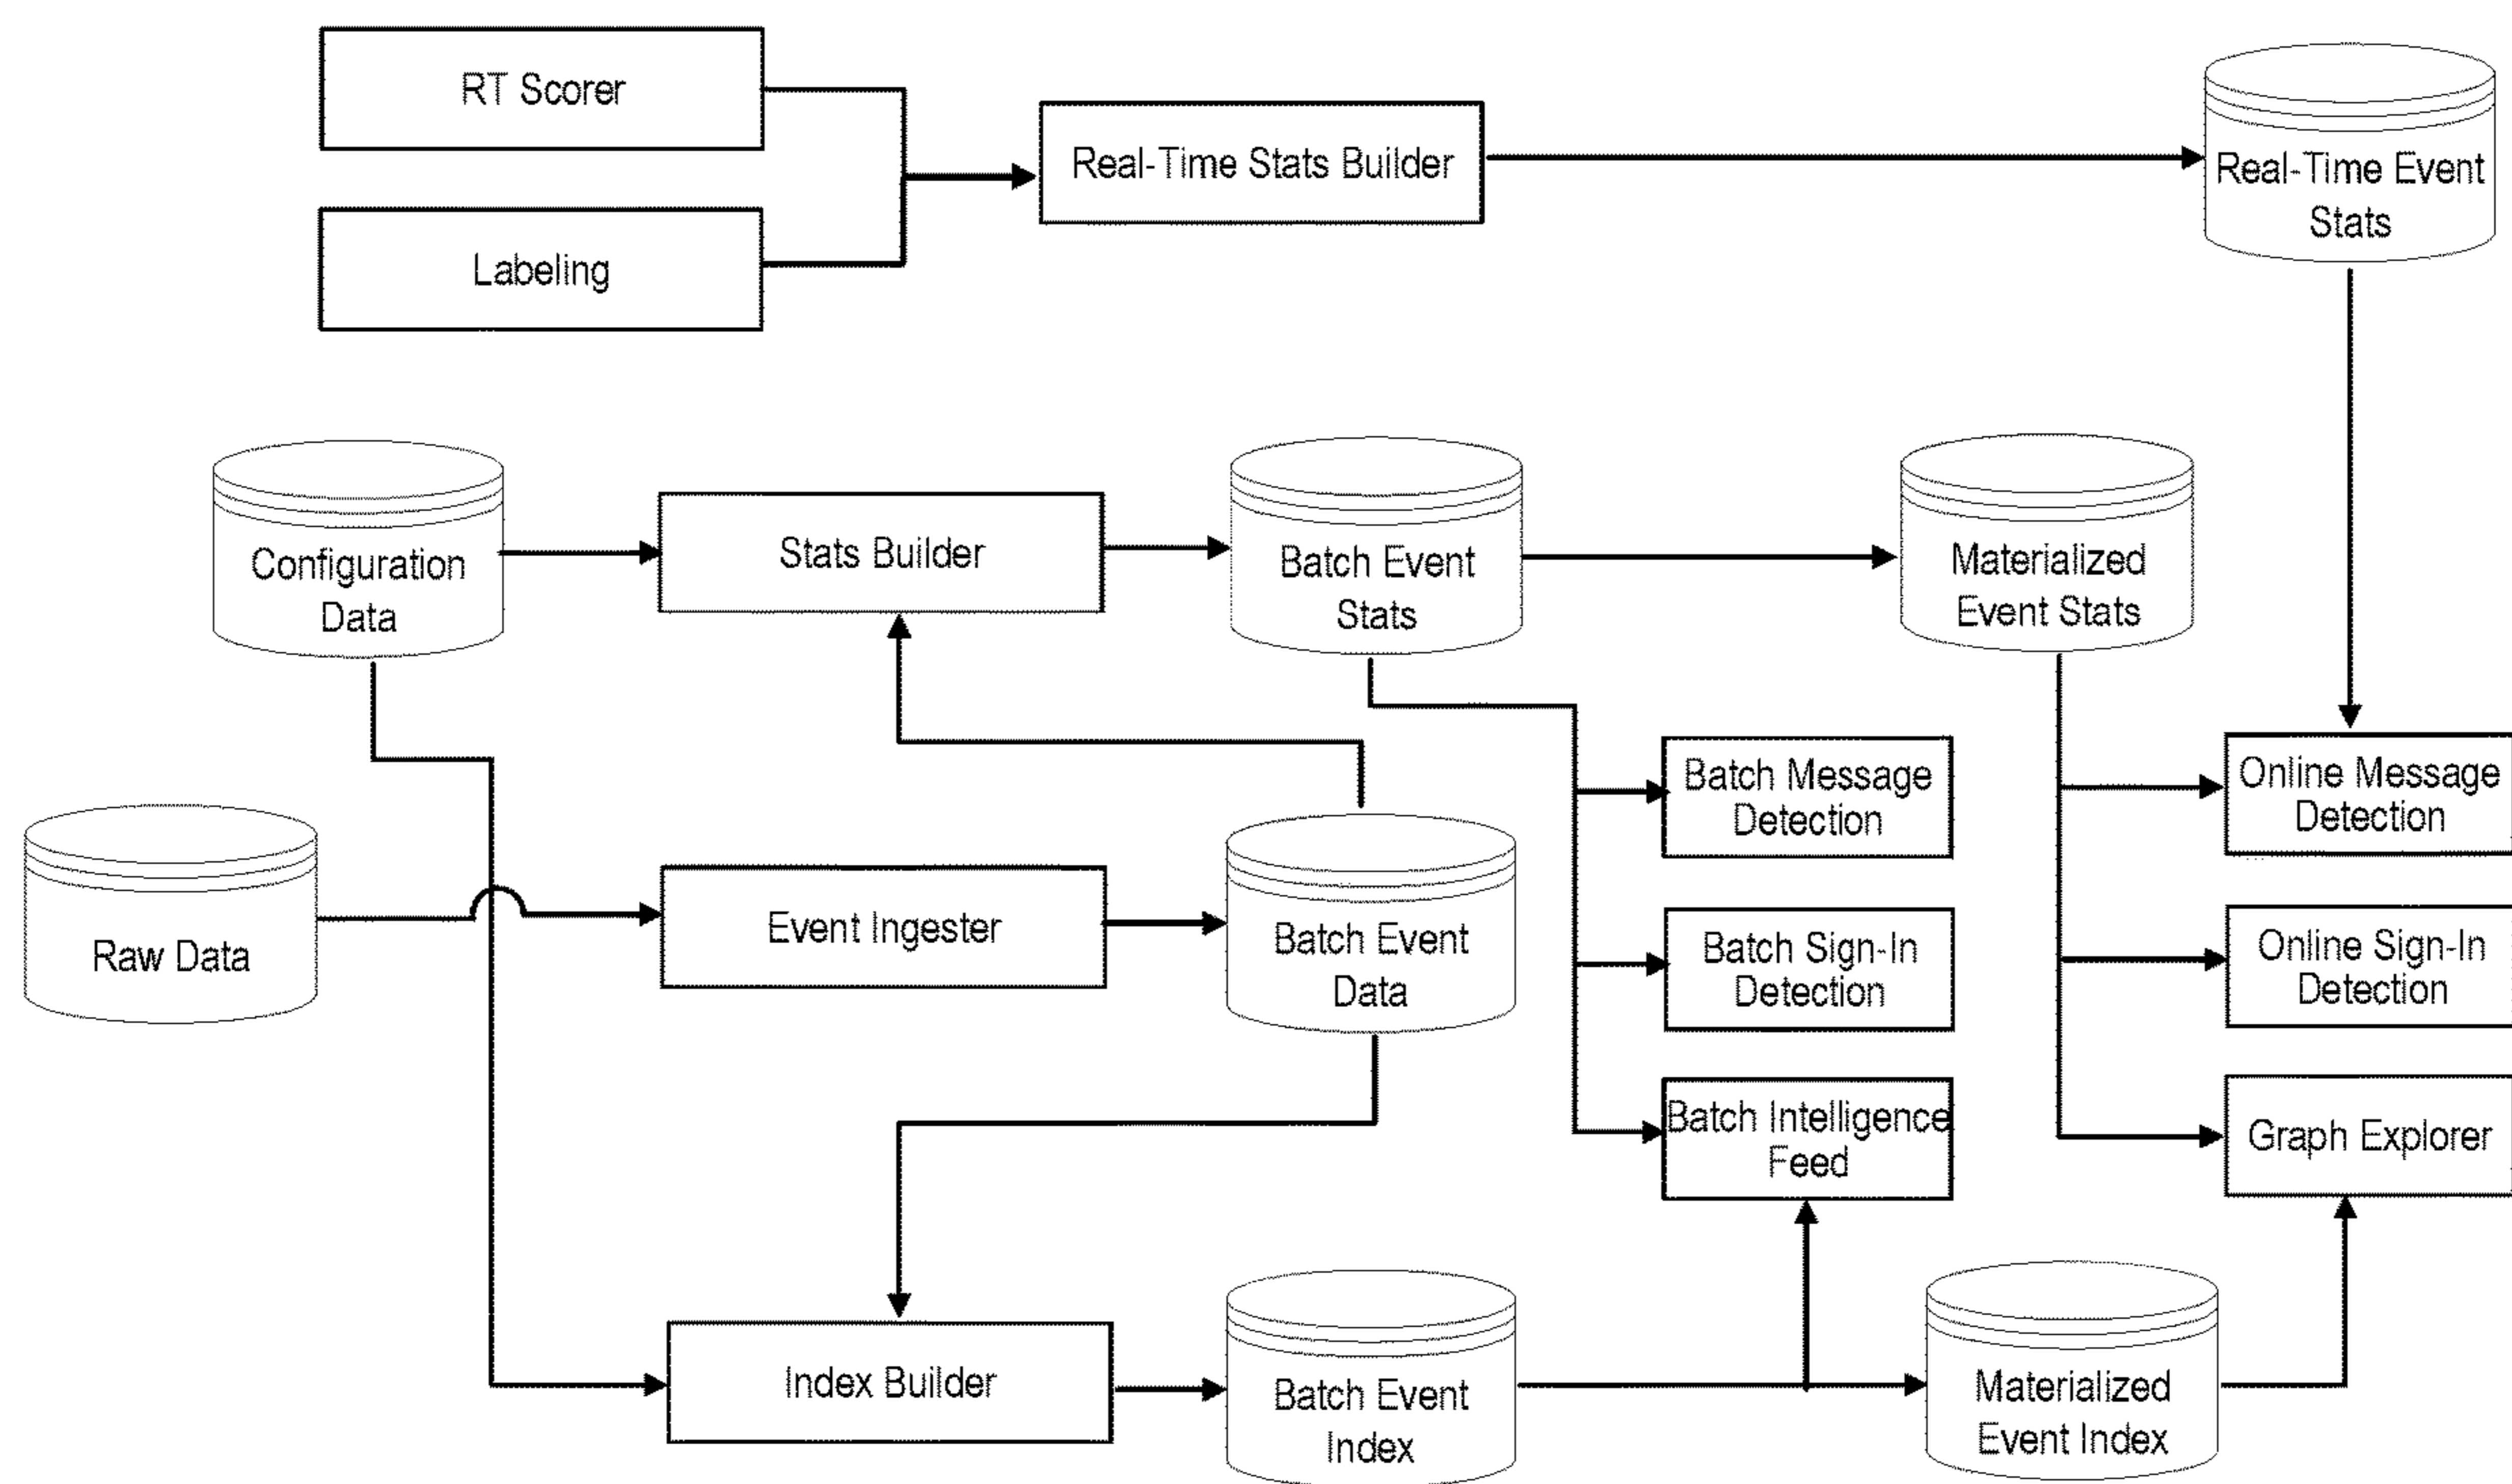 RT Scorer
Labeling
Real-Time Stats Builder
Real-Time Event
Stats
Configuration
Data
Stats Builder
Batch Event
Stats
Materialized
Event Stats
Raw Data
Event Ingester
Batch Event
Data
Batch Message
Detection
Online Message
Detection
Batch Sign-In
Detection
Online Sign-In
Detection
Batch Intelligence
Feed
Graph Explorer
Index Builder
Batch Event
Index
Materialized
Event Index